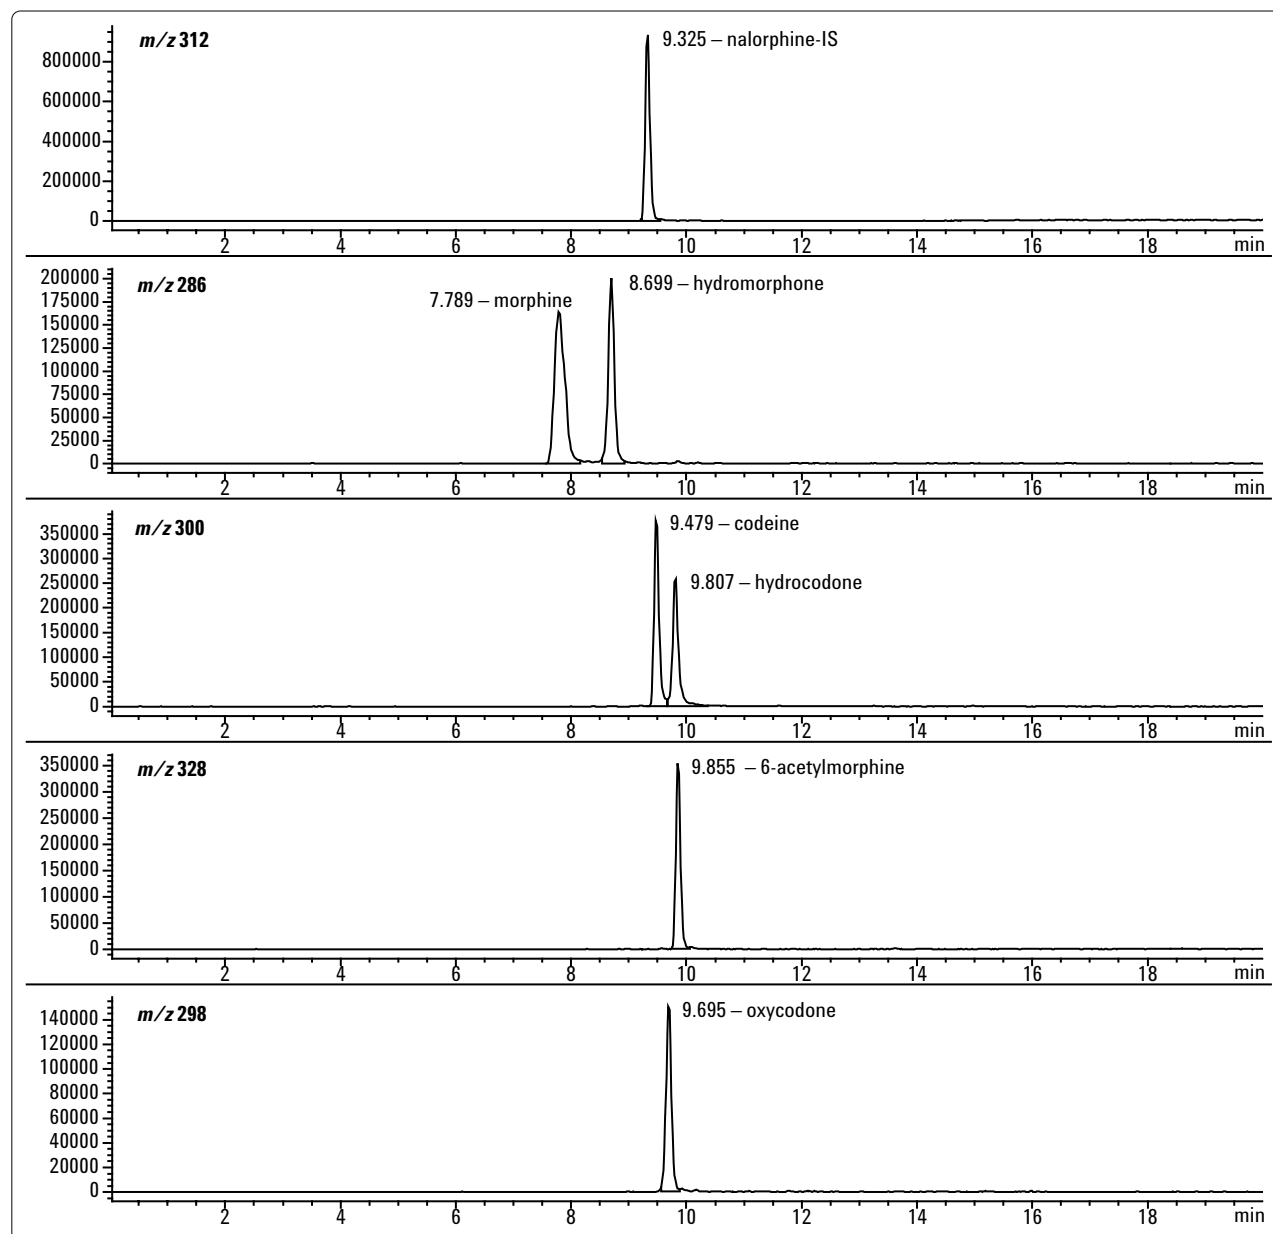 m/z 312
9.325 – nalorphine-IS
800000
600000
400000
200000
0
2 4 6 8 10 12 14 16 18 min
m/z 286
8.699 – hydromorphone
7.789 – morphine
200000
175000
150000
125000
100000
75000
50000
25000
0
2 4 6 8 10 12 14 16 18 min
m/z 300
9.479 – codeine
9.807 – hydrocodone
350000
300000
250000
200000
150000
100000
50000
0
2 4 6 8 10 12 14 16 18 min
m/z 328
9.855 – 6-acetylmorphine
350000
300000
250000
200000
150000
100000
50000
0
2 4 6 8 10 12 14 16 18 min
m/z 298
9.695 – oxycodone
140000
120000
100000
80000
60000
40000
20000
0
2 4 6 8 10 12 14 16 18 min